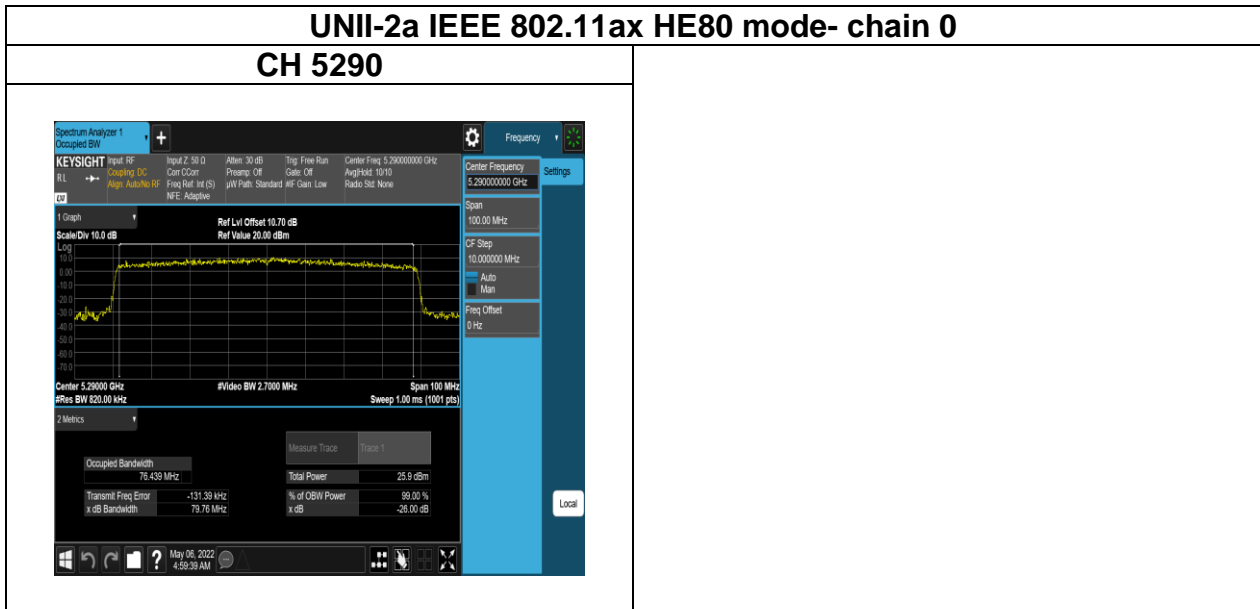 UNII-2a IEEE 802.11ax HE80 mode- chain 0
CH 5290
Spectrum Analyzer 1
Occupied BW
Frequency
KEYSIGHT
Input: RF
Coupling: DC
Align: Auto/No RF
Input Z: 50 Ω
Corr CCorr
Freq Ref: Int (S)
NFE: Adaptive
Atten: 30 dB
Preamp: Off
µW Path: Standard
Trig: Free Run
Gate: Off
#IF Gain: Low
Center Freq: 5.290000000 GHz
Avg|Hold: 10/10
Radio Std: None
RL
LXI
Center Frequency
5.290000000 GHz
Settings
Span
100.00 MHz
CF Step
10.000000 MHz
Auto
Man
Freq Offset
0 Hz
1 Graph
Scale/Div 10.0 dB
Ref Lvl Offset 10.70 dB
Ref Value 20.00 dBm
Log
10.0
0.00
-10.0
-20.0
-30.0
-40.0
-50.0
-60.0
-70.0
Center 5.29000 GHz
#Video BW 2.7000 MHz
Span 100 MHz
#Res BW 820.00 kHz
Sweep 1.00 ms (1001 pts)
2 Metrics
Measure Trace Trace 1
Occupied Bandwidth
76.439 MHz
Total Power 25.9 dBm
Transmit Freq Error -131.39 kHz
% of OBW Power 99.00 %
x dB Bandwidth 79.76 MHz
x dB -26.00 dB
Local
?
May 06, 2022
4:59:39 AM